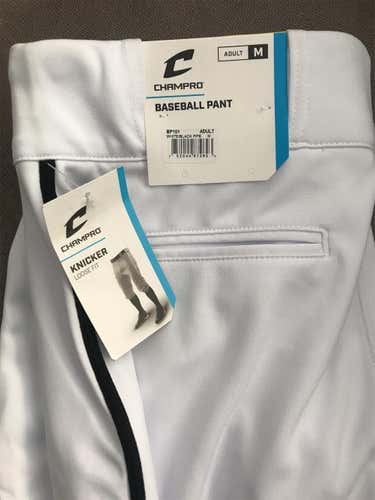 CHAMPRO
ADULT M
BASEBALL PANT
BP101 ADULT
WHITE/BLACK PIPE M
CHAMPRO
KNICKER
LOOSE FIT